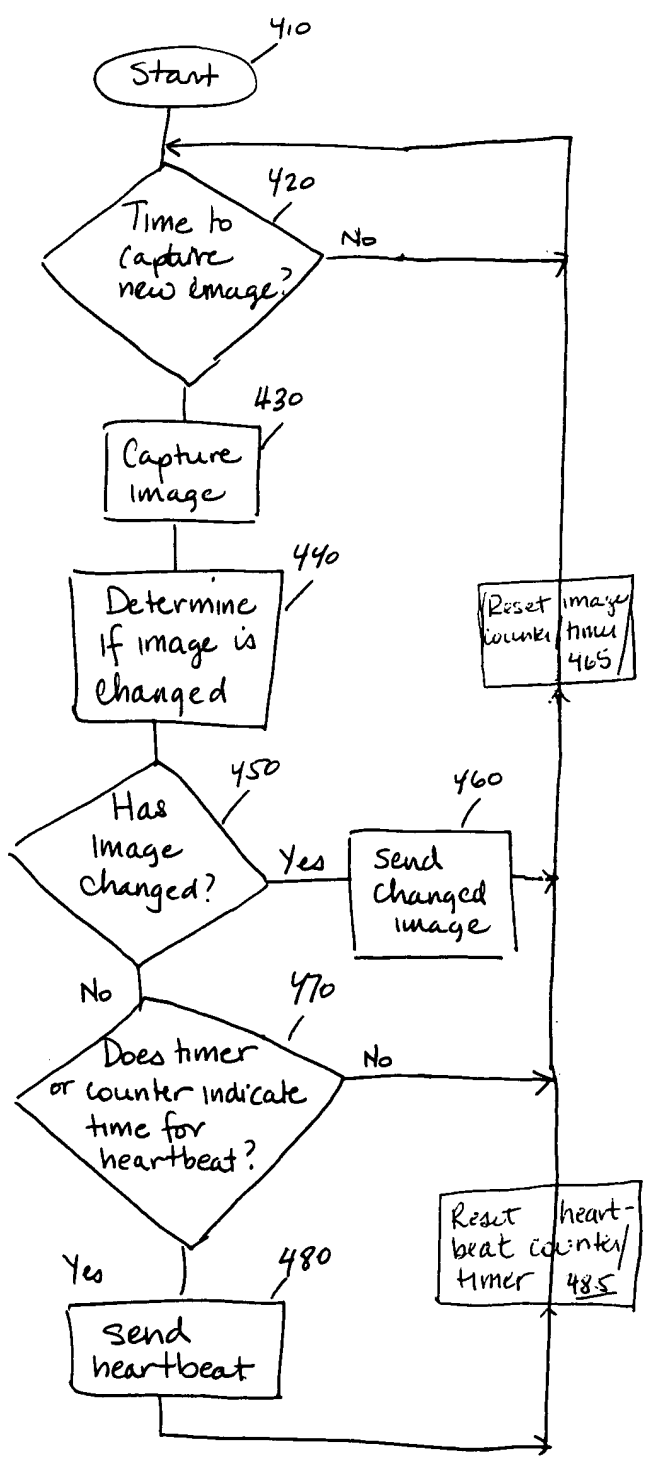 410
Start
420
Time to
capture
new image?
No
430
Capture
Image
440
Determine
If image is
changed
Reset image
counter/timer
465
450
Has
Image
changed?
Yes
460
Send
changed
image
No
470
Does timer
or counter indicate
time for
heartbeat?
No
Reset heart-
beat counter/
timer 485
Yes
480
Send
heartbeat